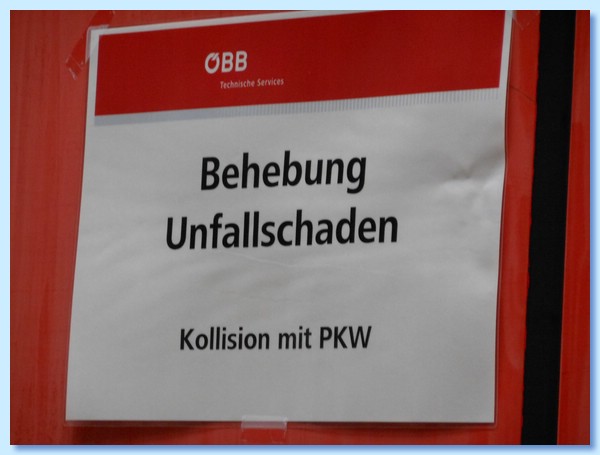 ÖBB
Technische Services
Behebung
Unfallschaden
Kollision mit PKW